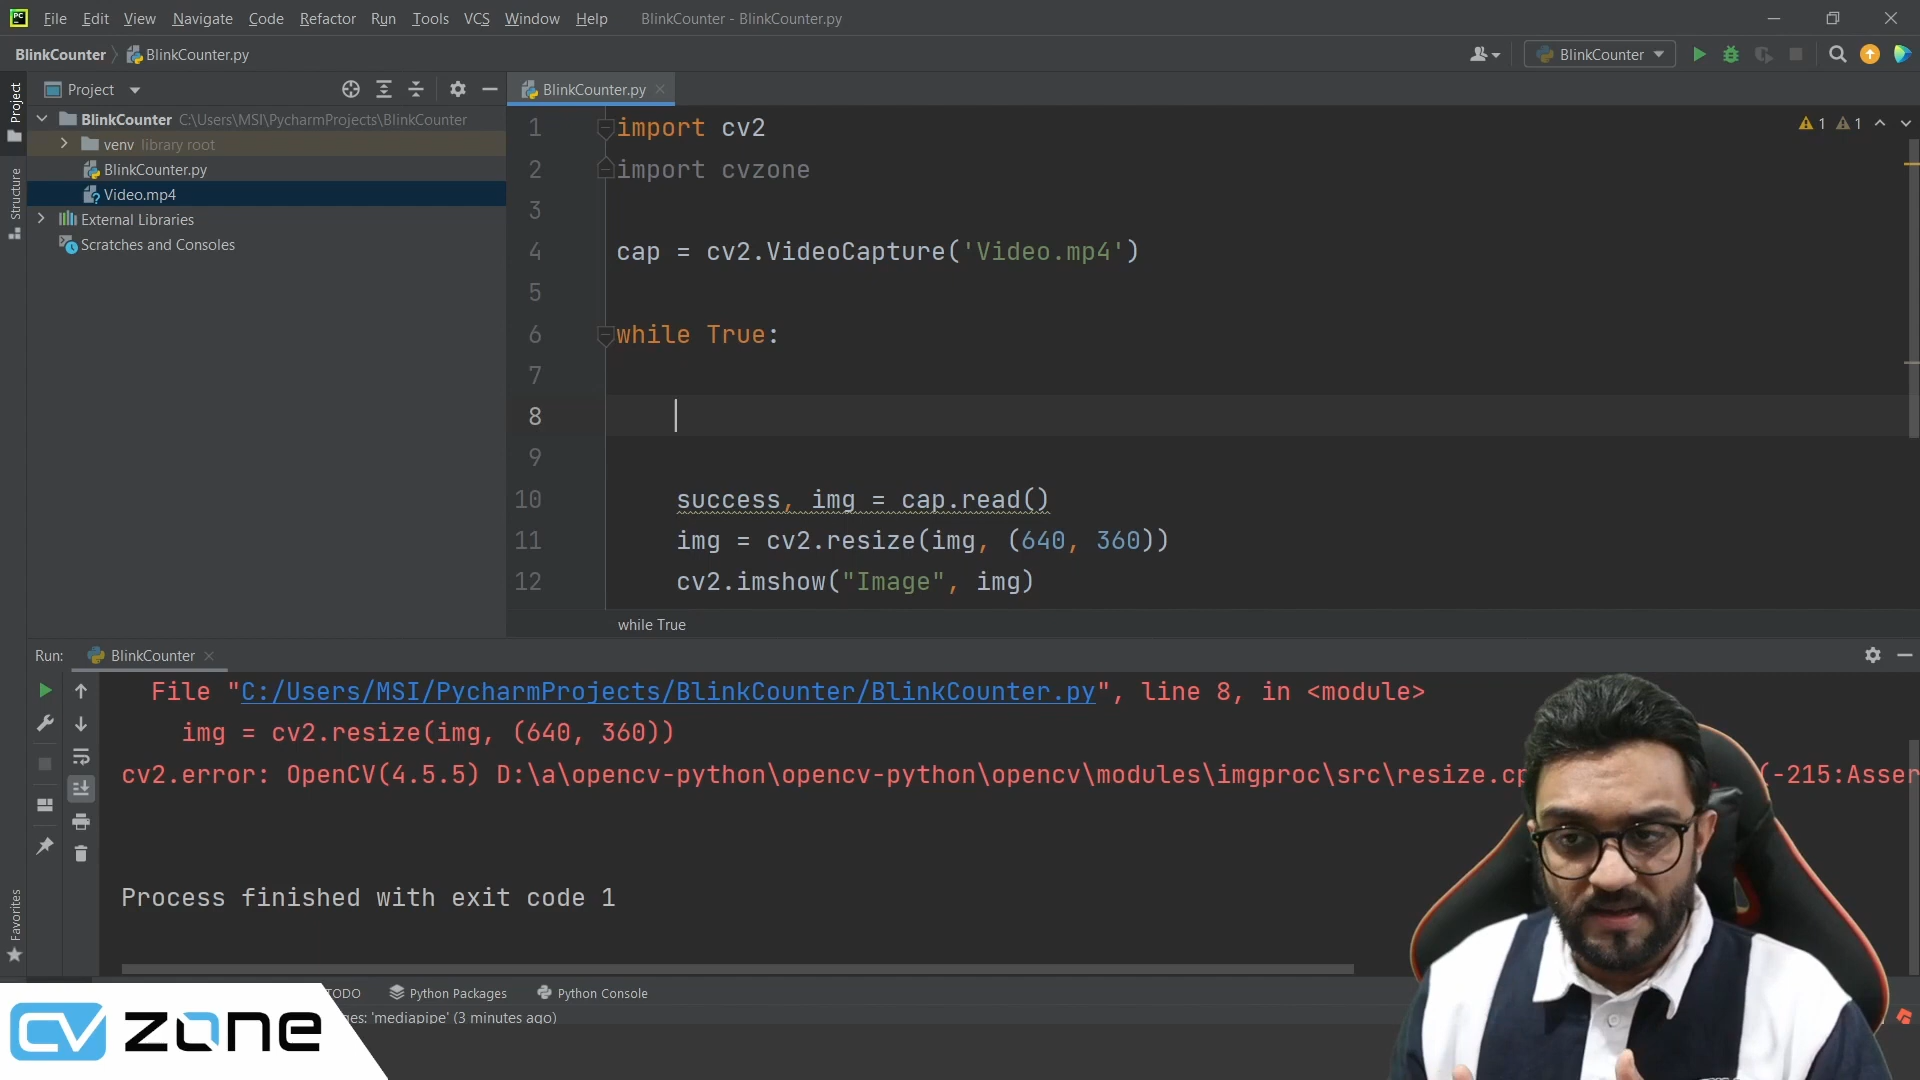 File Edit View Navigate Code Refactor Run Tools VCS Window Help BlinkCounter - BlinkCounter.py
BlinkCounter BlinkCounter.py BlinkCounter
Project
Project
BlinkCounter.py
BlinkCounter C:\Users\MSI\PycharmProjects\BlinkCounter
venv library root
BlinkCounter.py
Video.mp4
External Libraries
Scratches and Consoles
Structure
1 import cv2
1 1
2 import cvzone
3
4 cap = cv2.VideoCapture('Video.mp4')
5
6 while True:
7
8
9
10 success, img = cap.read()
11 img = cv2.resize(img, (640, 360))
12 cv2.imshow("Image", img)
while True
Run: BlinkCounter
File "C:/Users/MSI/PycharmProjects/BlinkCounter/BlinkCounter.py", line 8, in <module>
img = cv2.resize(img, (640, 360))
cv2.error: OpenCV(4.5.5) D:\a\opencv-python\opencv-python\opencv\modules\imgproc\src\resize.cp (-215:Asser
Process finished with exit code 1
Favorites
TODO Python Packages Python Console
es: 'mediapipe' (3 minutes ago)
CV ZONE